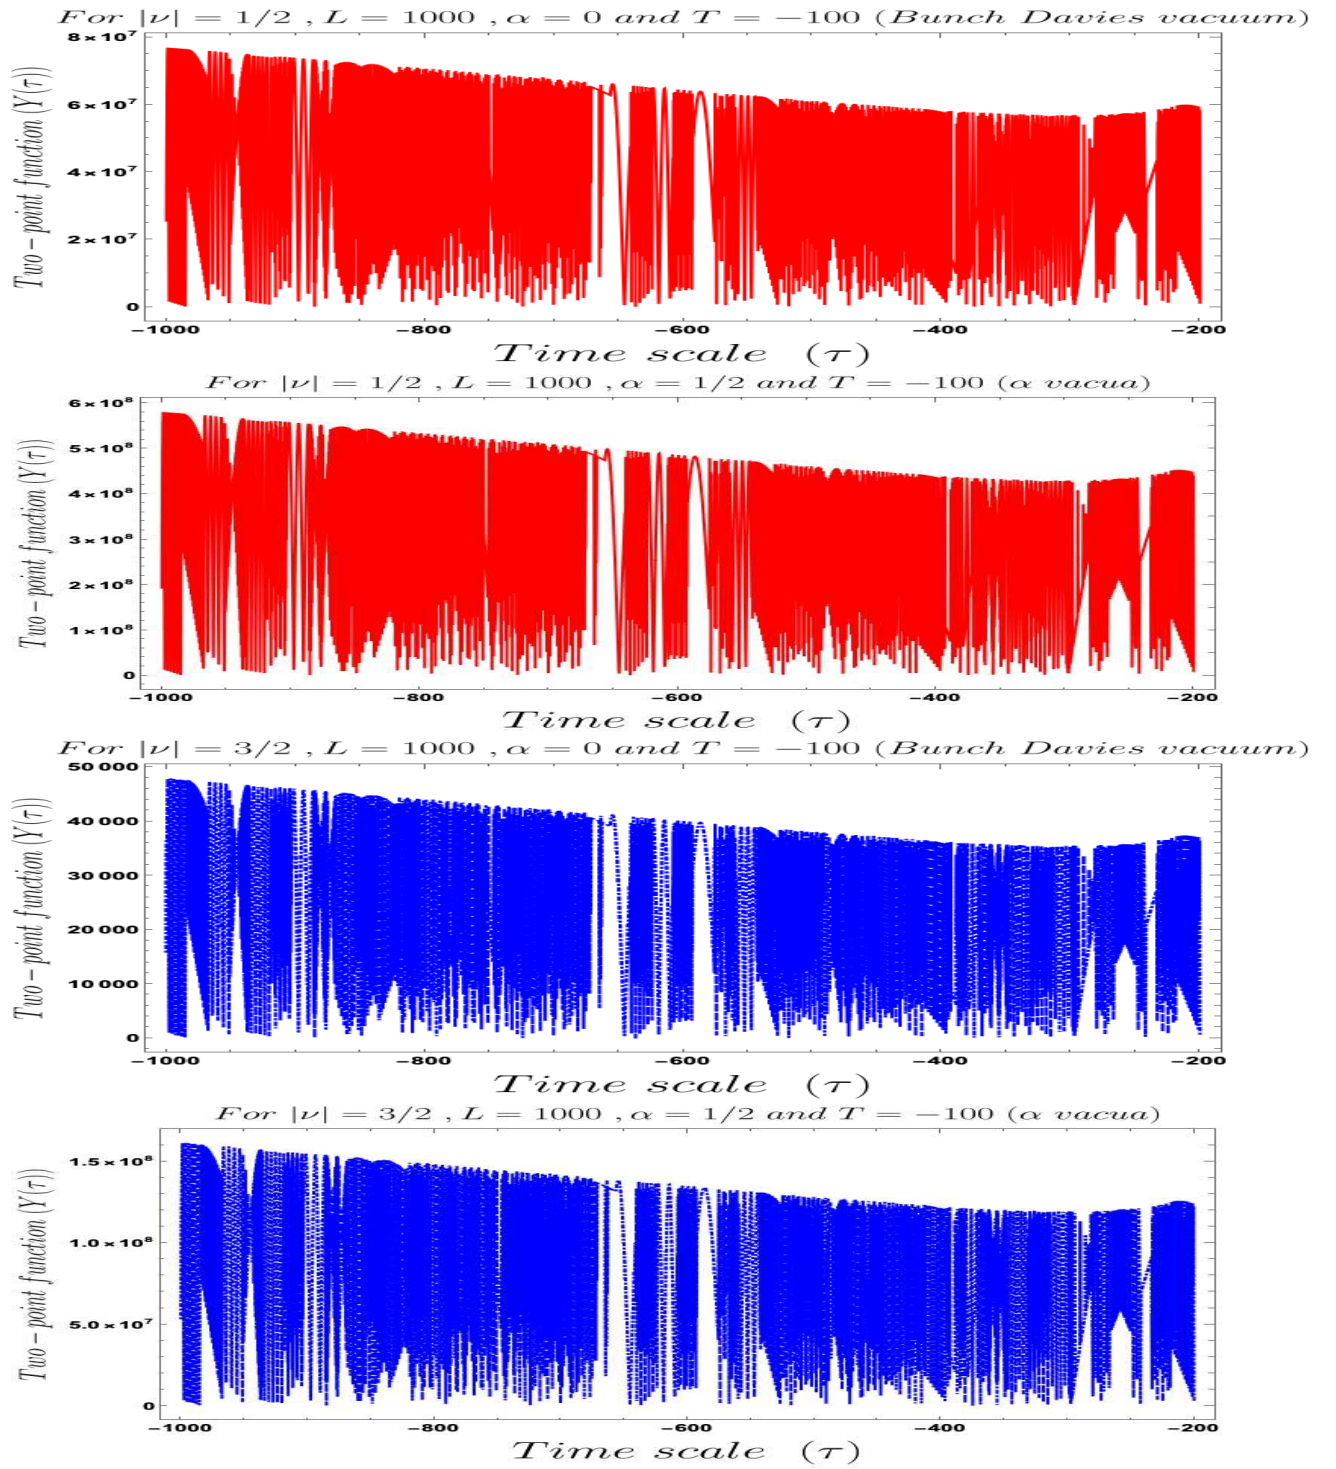 For |ν| = 1/2 , L = 1000 , α = 0 and T = −100 (Bunch Davies vacuum)
Two − point function (Y(τ))
8×10⁷
6×10⁷
4×10⁷
2×10⁷
0
−1000 −800 −600 −400 −200
Time scale (τ)
For |ν| = 1/2 , L = 1000 , α = 1/2 and T = −100 (α vacua)
Two − point function (Y(τ))
6×10⁸
5×10⁸
4×10⁸
3×10⁸
2×10⁸
1×10⁸
0
−1000 −800 −600 −400 −200
Time scale (τ)
For |ν| = 3/2 , L = 1000 , α = 0 and T = −100 (Bunch Davies vacuum)
Two − point function (Y(τ))
50 000
40 000
30 000
20 000
10 000
0
−1000 −800 −600 −400 −200
Time scale (τ)
For |ν| = 3/2 , L = 1000 , α = 1/2 and T = −100 (α vacua)
Two − point function (Y(τ))
1.5×10⁸
1.0×10⁸
5.0×10⁷
0
−1000 −800 −600 −400 −200
Time scale (τ)